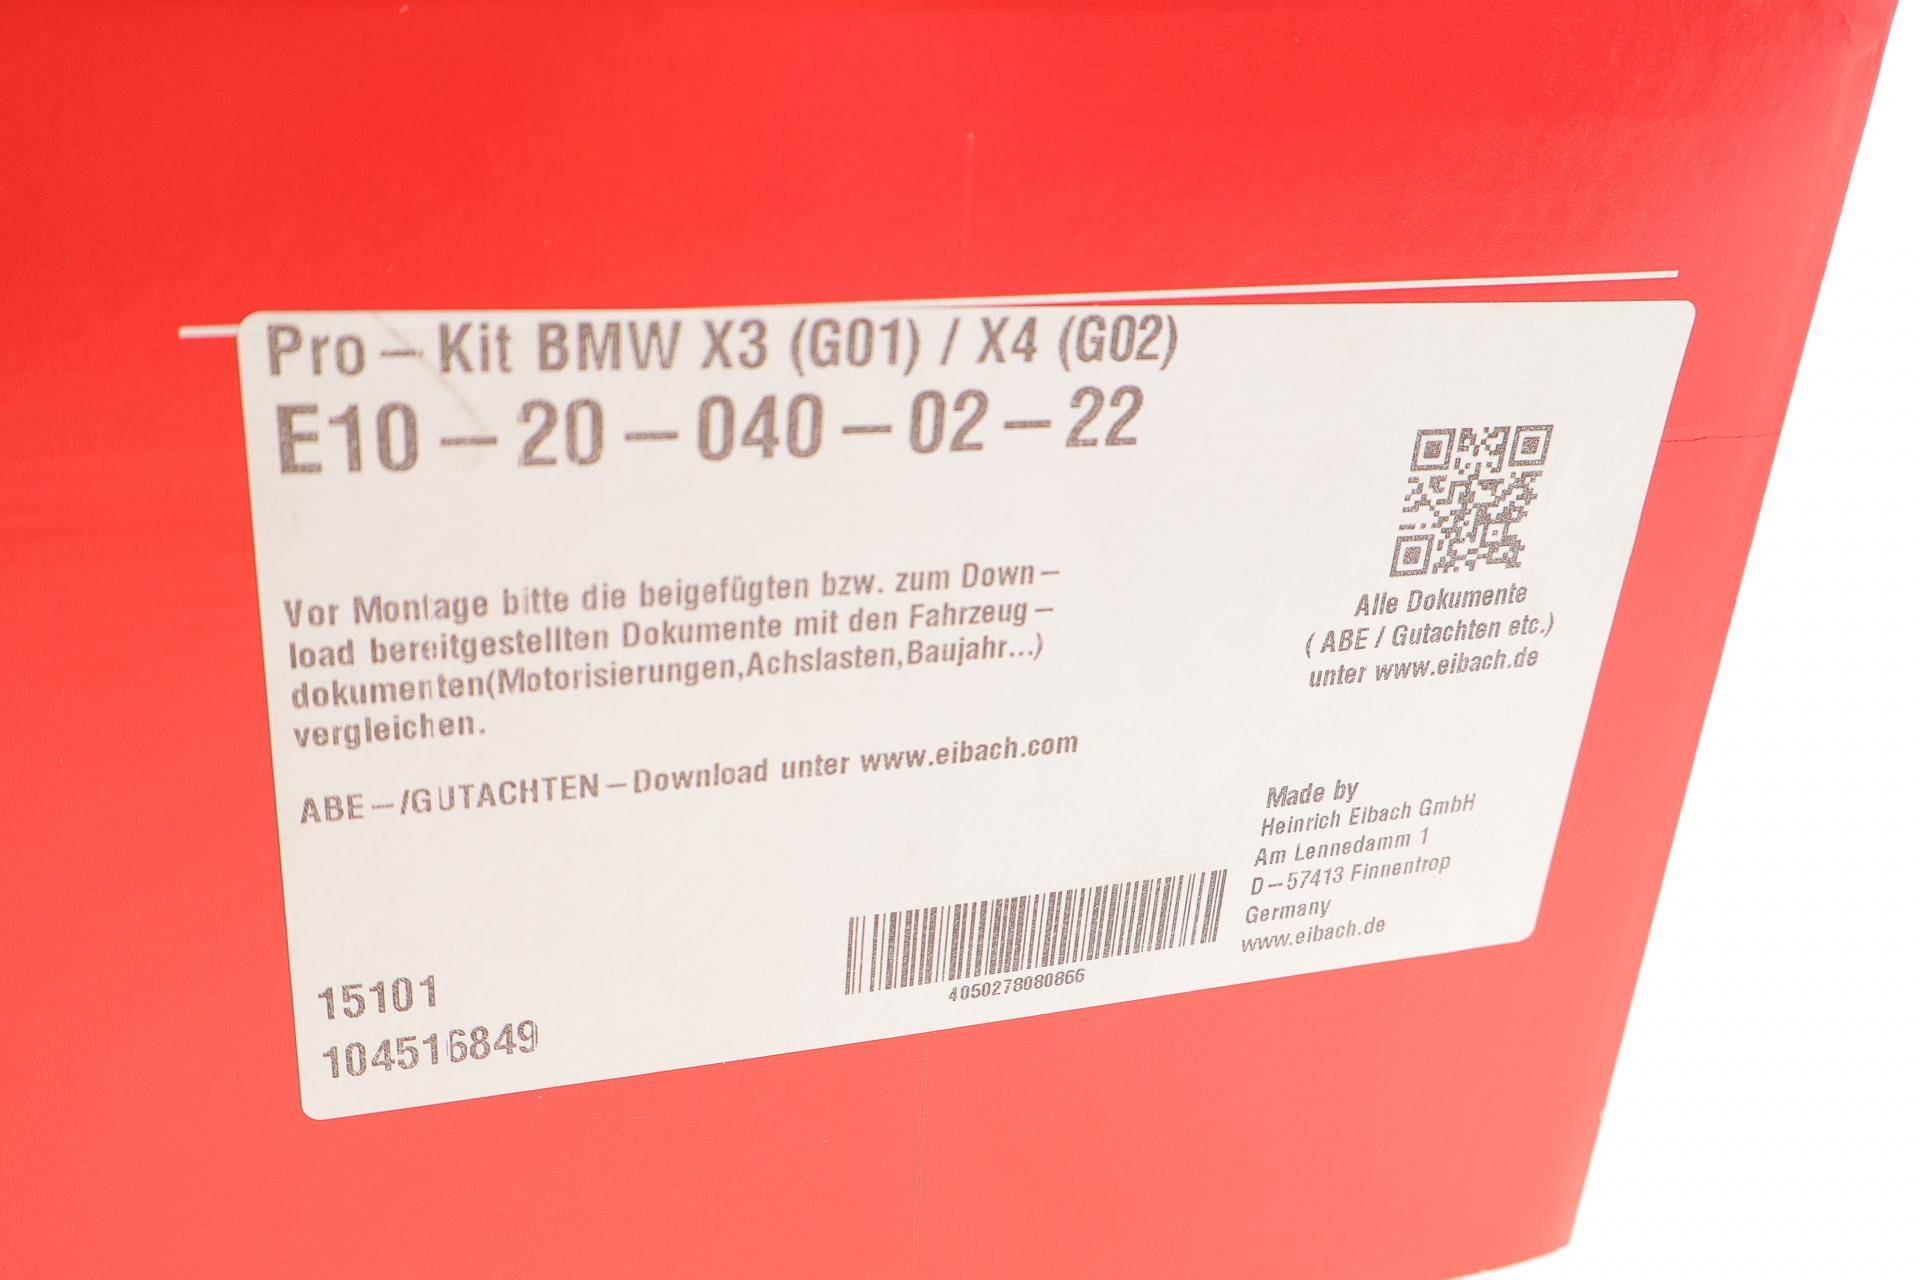 Pro-Kit BMW X3 (G01) / X4 (G02)
E10-20-040-02-22
Vor Montage bitte die beigefügten bzw. zum Down-
load bereitgestellten Dokumente mit den Fahrzeug-
dokumenten(Motorisierungen,Achslasten,Baujahr...)
vergleichen.
ABE-/GUTACHTEN-Download unter www.eibach.com
Alle Dokumente
( ABE / Gutachten etc.)
unter www.eibach.de
Made by
Heinrich Eibach GmbH
Am Lennedamm 1
D-57413 Finnentrop
Germany
www.eibach.de
4050278080866
15101
104516849